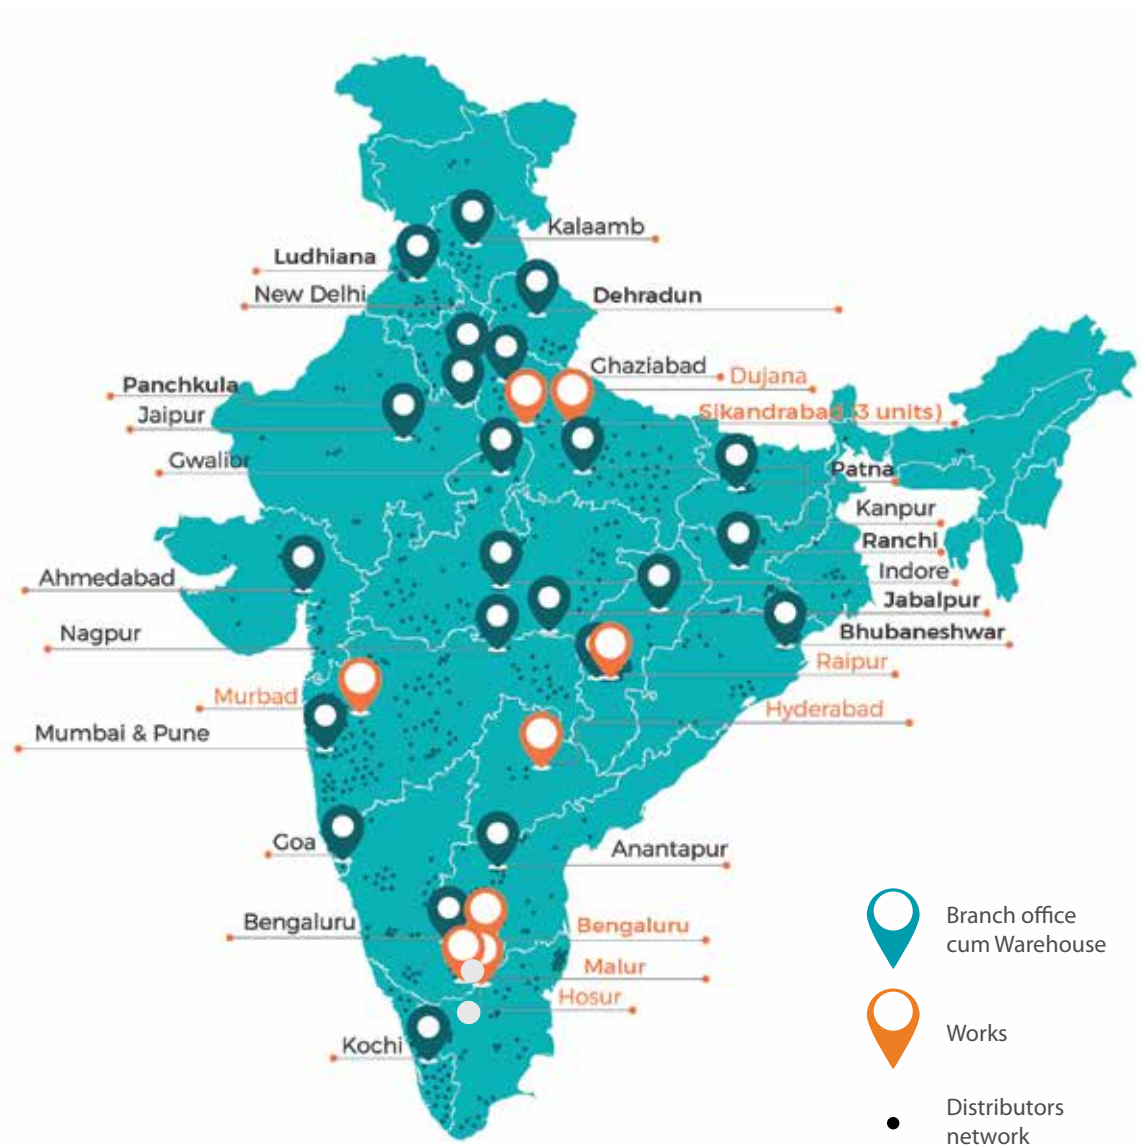 Kalaamb
Ludhiana
New Delhi
Dehradun
Ghaziabad
Dujana
Panchkula
Jaipur
Sikandrabad (3 units)
Gwalior
Patna
Kanpur
Ranchi
Indore
Ahmedabad
Jabalpur
Nagpur
Bhubaneshwar
Raipur
Murbad
Hyderabad
Mumbai & Pune
Goa
Anantapur
Bengaluru
Bengaluru
Malur
Hosur
Kochi
Branch office
cum Warehouse
Works
Distributors
network